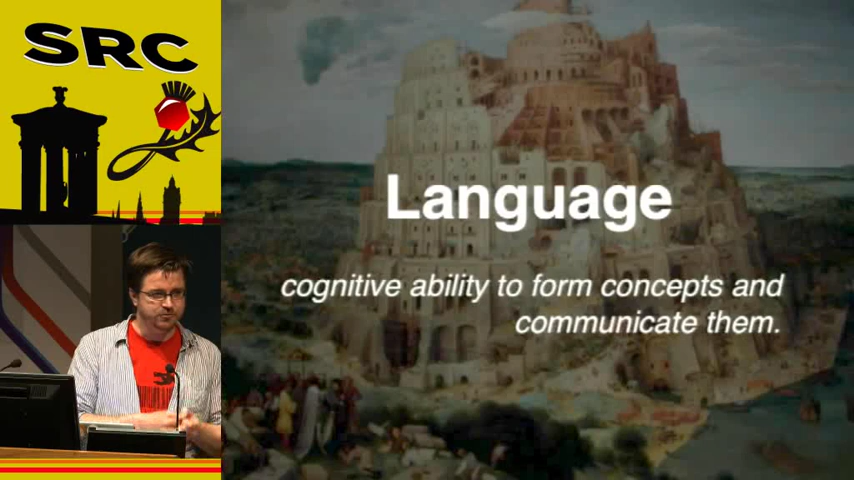 SRC
Language
cognitive ability to form concepts and
communicate them.